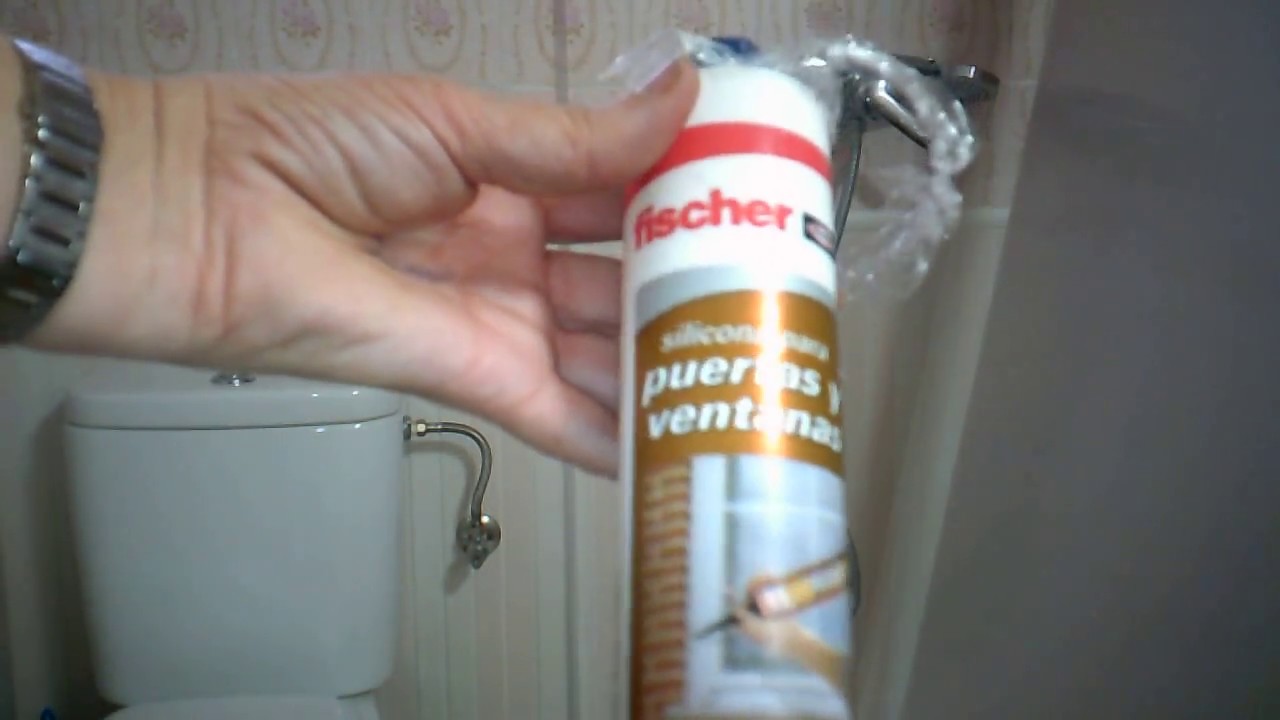 fischer
silicona para
puertas y
ventanas